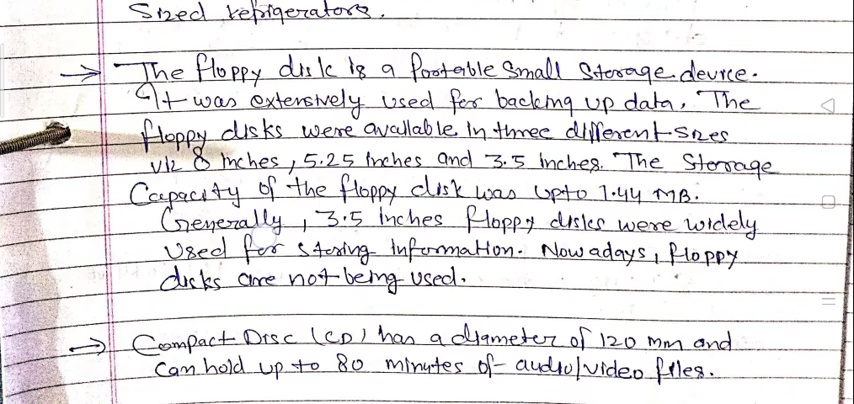 Sized refrigerators.
→ The floppy disk is a Portable Small Storage device.
It was extensively used for backing up data. The
floppy disks were available in three different sizes
viz 8 inches, 5.25 inches and 3.5 inches. The Storage
Capacity of the floppy disk was upto 1.44 MB.
Generally, 3.5 inches floppy disks were widely
Used for storing information. Now adays, floppy
disks are not being used.
→ Compact Disc (CD) has a diameter of 120 mm and
Can hold up to 80 minutes of audio/video files.